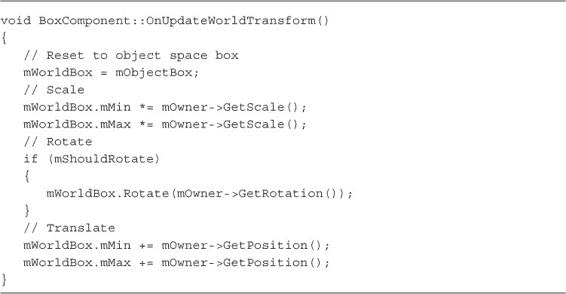 void BoxComponent::OnUpdateWorldTransform()
{
   // Reset to object space box
   mWorldBox = mObjectBox;
   // Scale
   mWorldBox.mMin *= mOwner->GetScale();
   mWorldBox.mMax *= mOwner->GetScale();
   // Rotate
   if (mShouldRotate)
   {
      mWorldBox.Rotate(mOwner->GetRotation());
   }
   // Translate
   mWorldBox.mMin += mOwner->GetPosition();
   mWorldBox.mMax += mOwner->GetPosition();
}